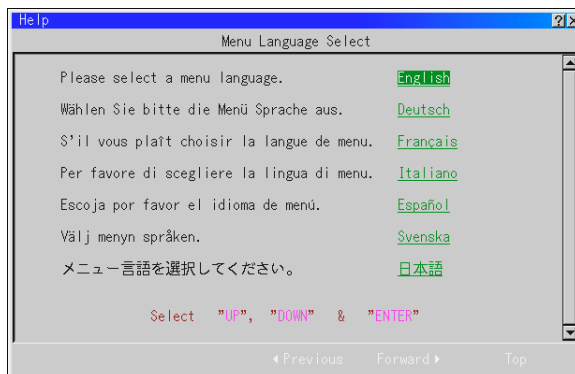 Help
Menu Language Select
Please select a menu language. English
Wählen Sie bitte die Menü Sprache aus. Deutsch
S'il vous plaît choisir la langue de menu. Français
Per favore di scegliere la lingua di menu. Italiano
Escoja por favor el idioma de menú. Español
Välj menyn språken. Svenska
メニュー言語を選択してください。 日本語
Select "UP", "DOWN" & "ENTER"
Previous Forward Top